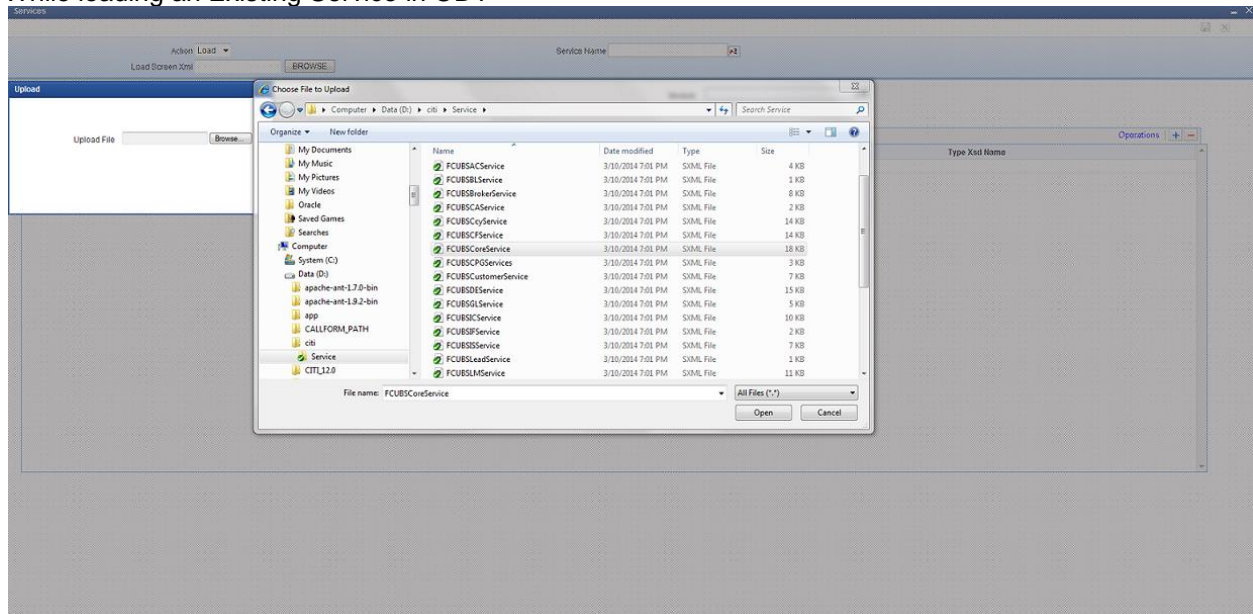 While loading an Existing Service in ODT
Services
Action Load
Service Name
Load Screen Xml BROWSE
Upload
Upload File Browse...
Choose File to Upload
Computer Data (D:) citi Service
Search Service
Organize New folder
My Documents
My Music
My Pictures
My Videos
Oracle
Saved Games
Searches
Computer
System (C:)
Data (D:)
apache-ant-1.7.0-bin
apache-ant-1.9.2-bin
app
CALLFORM_PATH
citi
Service
CITI_12.0
Name Date modified Type Size
FCUBSACService 3/10/2014 7:01 PM SXML File 4 KB
FCUBSBLService 3/10/2014 7:01 PM SXML File 1 KB
FCUBSBrokerService 3/10/2014 7:01 PM SXML File 8 KB
FCUBSCAService 3/10/2014 7:01 PM SXML File 2 KB
FCUBSCcyService 3/10/2014 7:01 PM SXML File 14 KB
FCUBSCFService 3/10/2014 7:01 PM SXML File 14 KB
FCUBSCoreService 3/10/2014 7:01 PM SXML File 18 KB
FCUBSCPGServices 3/10/2014 7:01 PM SXML File 3 KB
FCUBSCustomerService 3/10/2014 7:01 PM SXML File 7 KB
FCUBSDEService 3/10/2014 7:01 PM SXML File 15 KB
FCUBSGLService 3/10/2014 7:01 PM SXML File 5 KB
FCUBSICService 3/10/2014 7:01 PM SXML File 10 KB
FCUBSIFService 3/10/2014 7:01 PM SXML File 2 KB
FCUBSISService 3/10/2014 7:01 PM SXML File 7 KB
FCUBSLeadService 3/10/2014 7:01 PM SXML File 1 KB
FCUBSLMService 3/10/2014 7:01 PM SXML File 11 KB
File name: FCUBSCoreService
All Files (*.*)
Open Cancel
Operations + -
Type Xsd Name